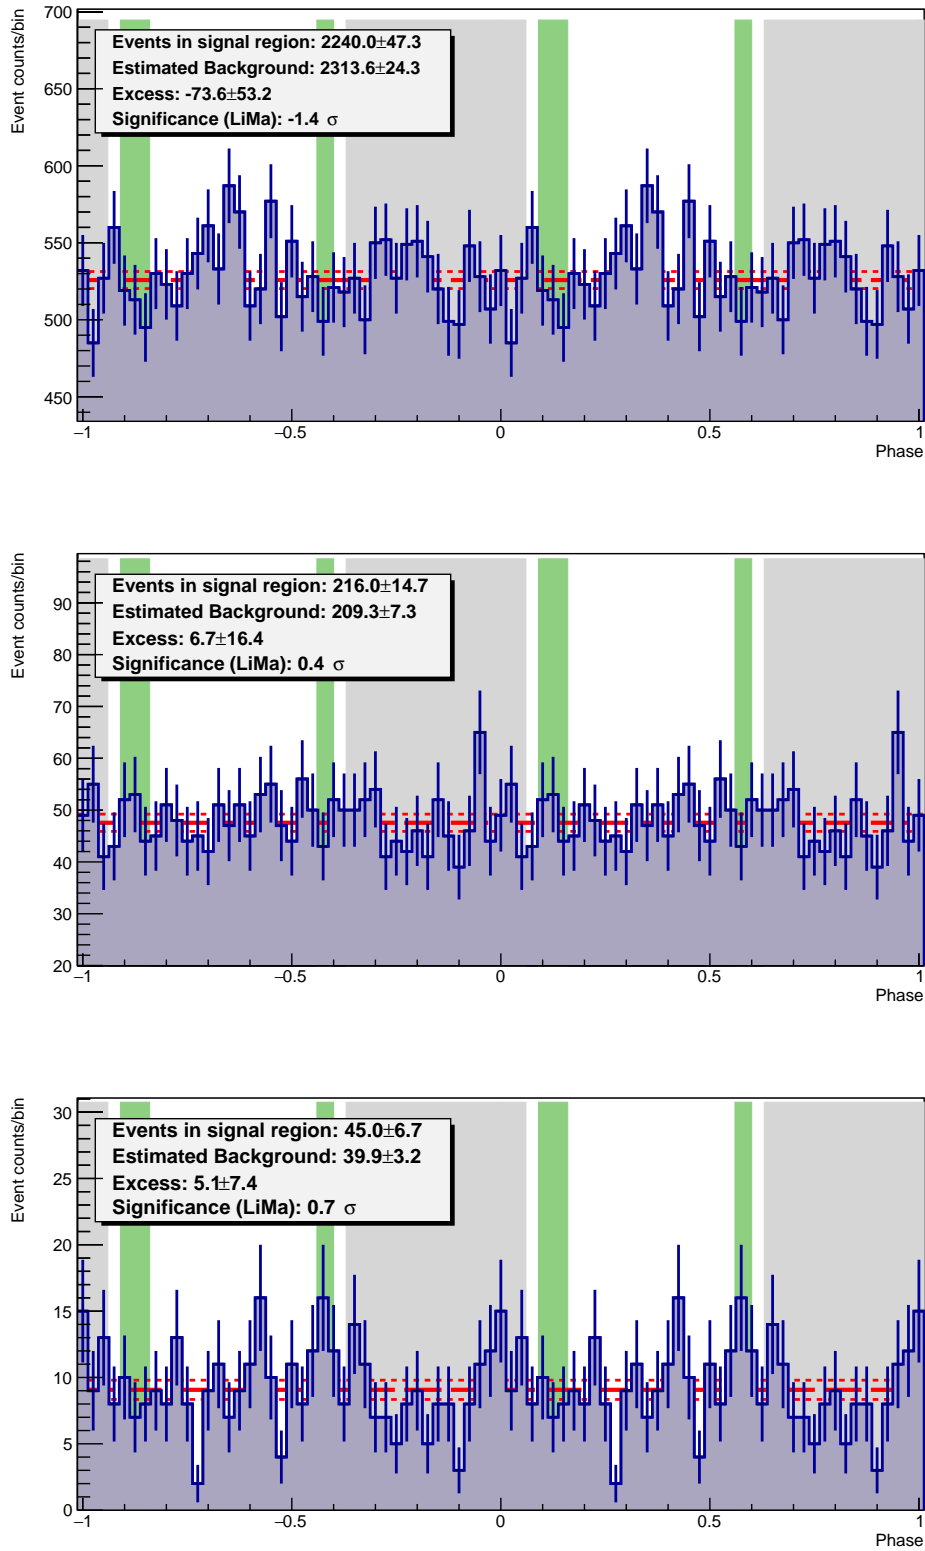 Event counts/bin
700
650
600
550
500
450
Events in signal region: 2240.0±47.3
Estimated Background: 2313.6±24.3
Excess: -73.6±53.2
Significance (LiMa): -1.4 σ
−1
−0.5
0
0.5
1
Phase
Event counts/bin
90
80
70
60
50
40
30
20
Events in signal region: 216.0±14.7
Estimated Background: 209.3±7.3
Excess: 6.7±16.4
Significance (LiMa): 0.4 σ
−1
−0.5
0
0.5
1
Phase
Event counts/bin
30
25
20
15
10
5
0
Events in signal region: 45.0±6.7
Estimated Background: 39.9±3.2
Excess: 5.1±7.4
Significance (LiMa): 0.7 σ
−1
−0.5
0
0.5
1
Phase